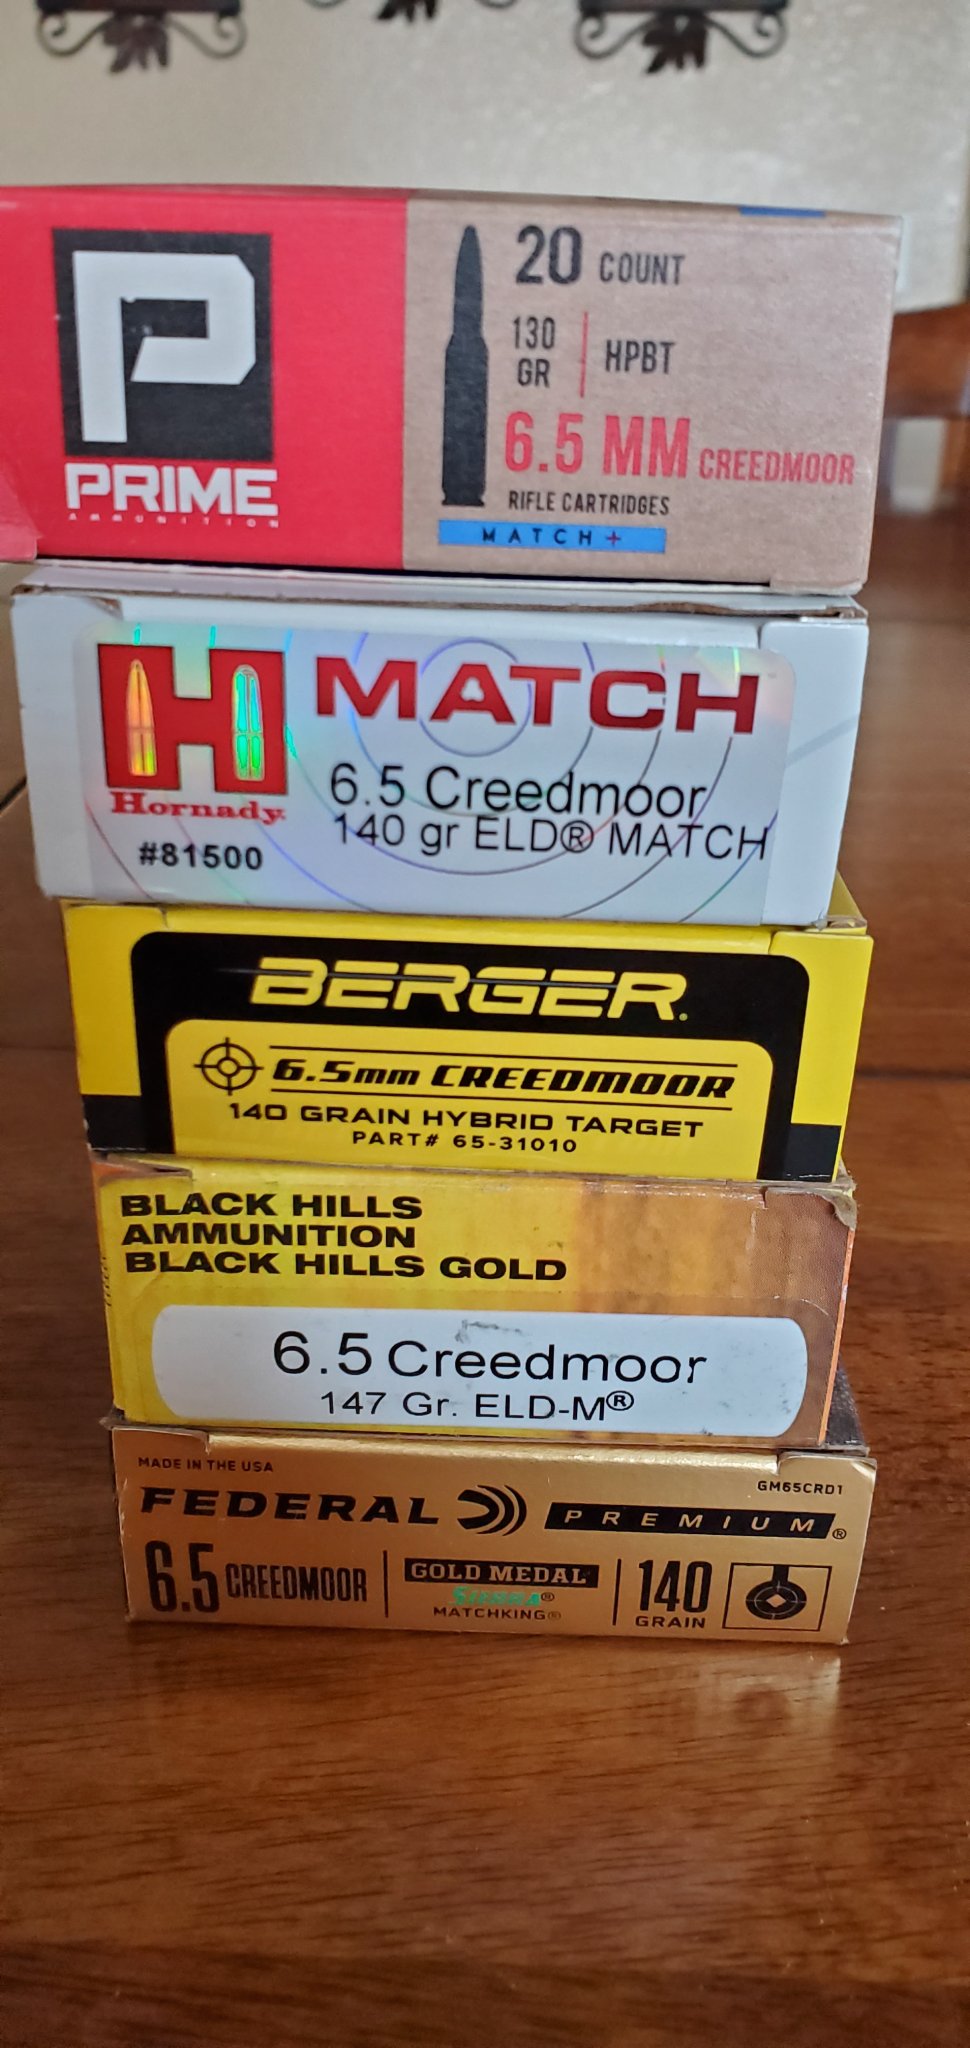 20 COUNT
130 GR HPBT
6.5 MM CREEDMOOR
RIFLE CARTRIDGES
MATCH+
PRIME
AMMUNITION
H
Hornady
#81500
MATCH
6.5 Creedmoor
140 gr ELD® MATCH
BERGER.
6.5mm CREEDMOOR
140 GRAIN HYBRID TARGET
PART# 65-31010
BLACK HILLS
AMMUNITION
BLACK HILLS GOLD
6.5 Creedmoor
147 Gr. ELD-M®
MADE IN THE USA
GM65CRD1
FEDERAL PREMIUM®
6.5 CREEDMOOR
GOLD MEDAL
SIERRA®
MATCHKING®
140
GRAIN